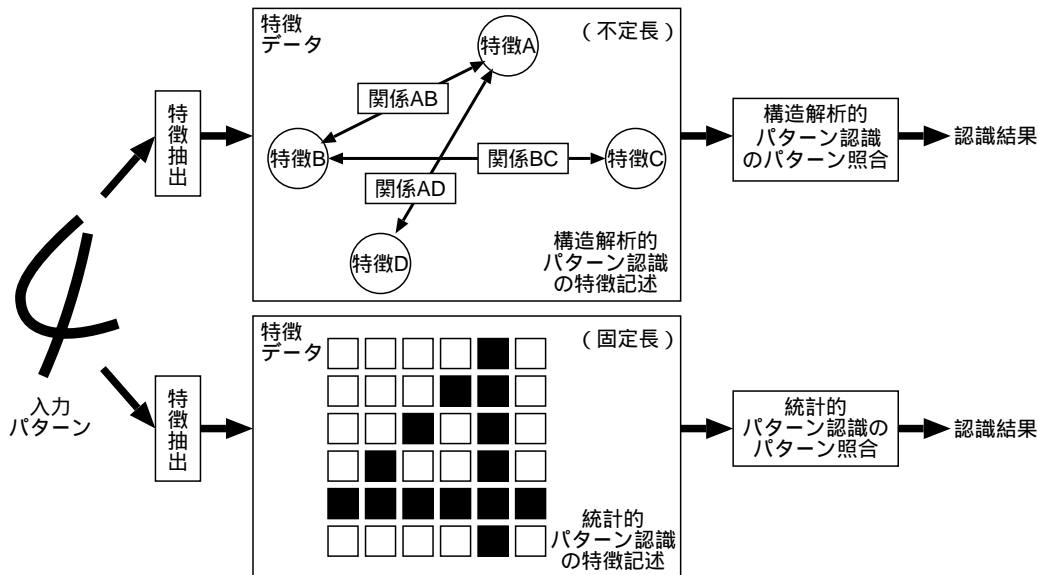 特徴
データ
(不定長)
特徴A
関係AB
特徴B
関係BC
特徴C
関係AD
特徴D
構造解析的
パターン認識
の特徴記述
特徴抽出
構造解析的
パターン認識
のパターン照合
認識結果
入力
パターン
特徴抽出
特徴
データ
(固定長)
統計的
パターン認識
の特徴記述
統計的
パターン認識の
パターン照合
認識結果